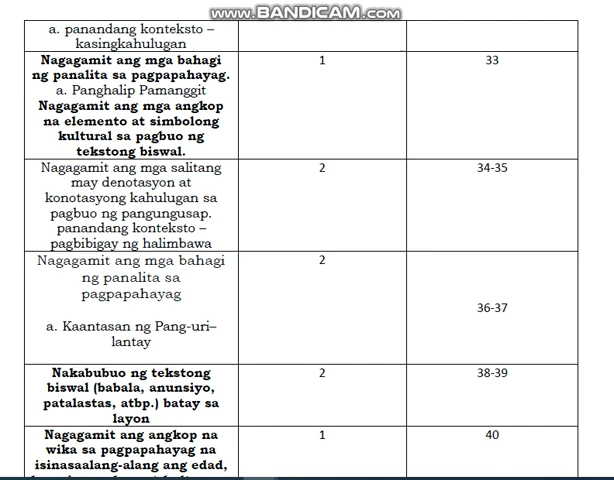 www.BANDICAM.com
a. panandang konteksto –
kasingkahulugan
Nagagamit ang mga bahagi
ng panalita sa pagpapahayag.
a. Panghalip Pamanggit
Nagagamit ang mga angkop
na elemento at simbolong
kultural sa pagbuo ng
tekstong biswal.
1
33
Nagagamit ang mga salitang
may denotasyon at
konotasyong kahulugan sa
pagbuo ng pangungusap.
panandang konteksto –
pagbibigay ng halimbawa
2
34-35
Nagagamit ang mga bahagi
ng panalita sa
pagpapahayag
a. Kaantasan ng Pang-uri–
lantay
2
36-37
Nakabubuo ng tekstong
biswal (babala, anunsiyo,
patalastas, atbp.) batay sa
layon
2
38-39
Nagagamit ang angkop na
wika sa pagpapahayag na
isinasaalang-alang ang edad,
1
40